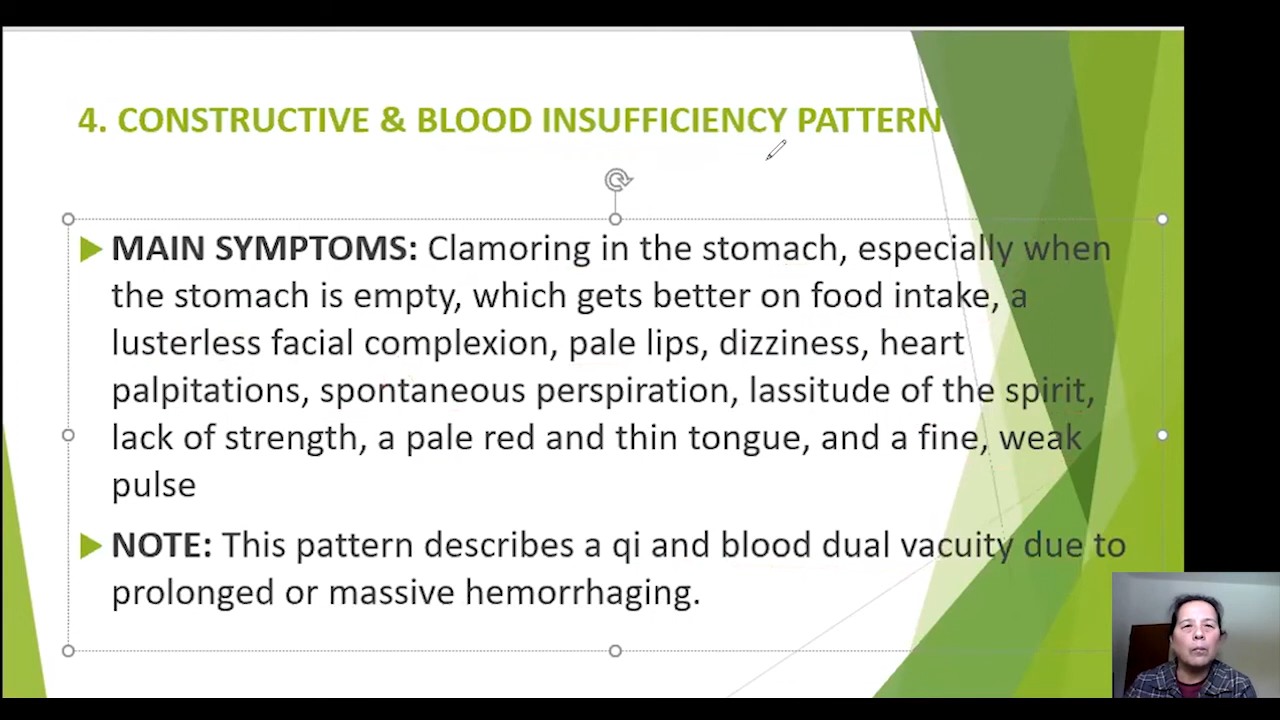 4. CONSTRUCTIVE & BLOOD INSUFFICIENCY PATTERN
MAIN SYMPTOMS: Clamoring in the stomach, especially when
the stomach is empty, which gets better on food intake, a
lusterless facial complexion, pale lips, dizziness, heart
palpitations, spontaneous perspiration, lassitude of the spirit,
lack of strength, a pale red and thin tongue, and a fine, weak
pulse
NOTE: This pattern describes a qi and blood dual vacuity due to
prolonged or massive hemorrhaging.